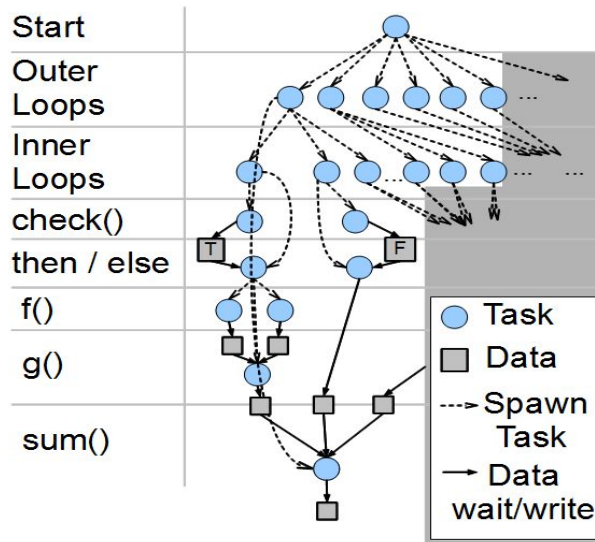 Start
Outer
Loops
...
Inner
Loops
... ... ...
check()
T F
then / else
f()
g()
sum()
Task
Data
Spawn
Task
Data
wait/write